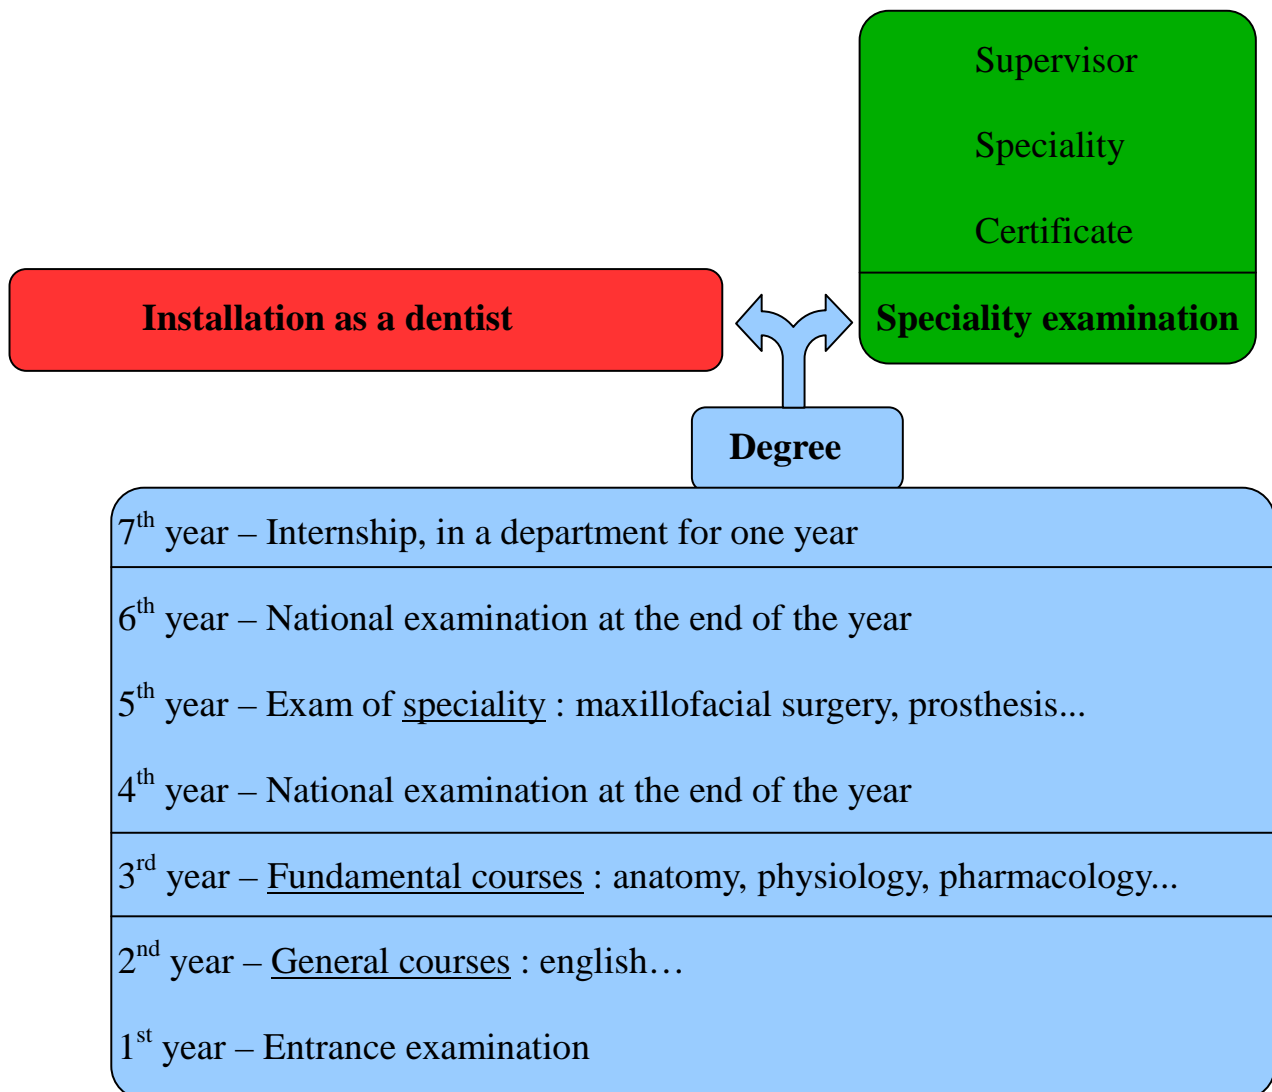 Supervisor
Speciality
Certificate
Installation as a dentist
Speciality examination
Degree
7th year – Internship, in a department for one year
6th year – National examination at the end of the year
5th year – Exam of speciality : maxillofacial surgery, prosthesis...
4th year – National examination at the end of the year
3rd year – Fundamental courses : anatomy, physiology, pharmacology...
2nd year – General courses : english…
1st year – Entrance examination